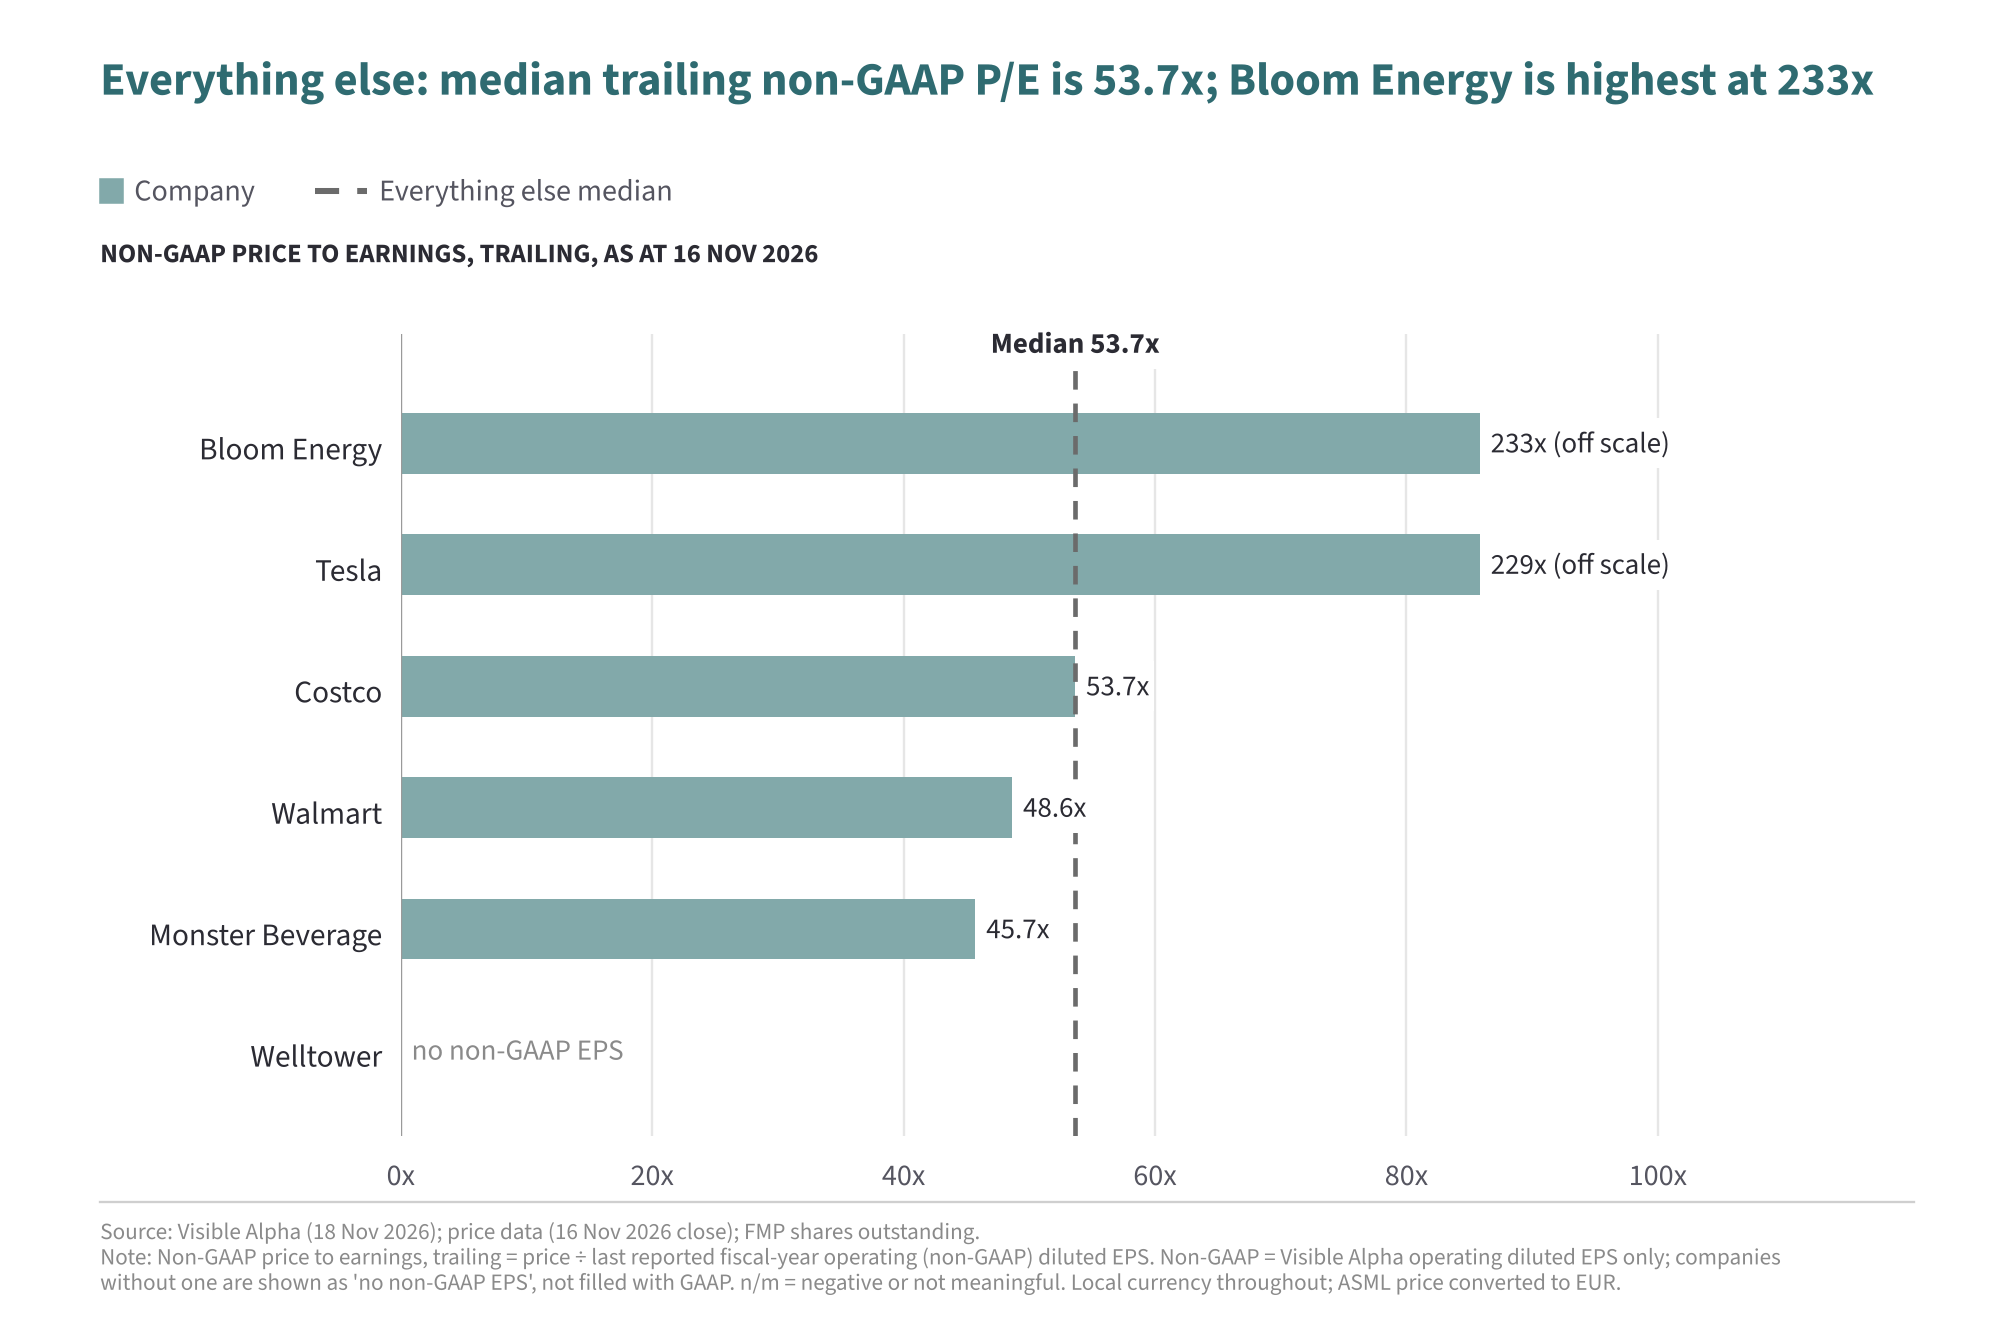 Everything else: median trailing non-GAAP P/E is 53.7x; Bloom Energy is highest at 233x
Company
Everything else median
NON-GAAP PRICE TO EARNINGS, TRAILING, AS AT 16 NOV 2026
Median 53.7x
Bloom Energy
233x (off scale)
Tesla
229x (off scale)
Costco
53.7x
Walmart
48.6x
Monster Beverage
45.7x
Welltower
no non-GAAP EPS
0x
20x
40x
60x
80x
100x
Source: Visible Alpha (18 Nov 2026); price data (16 Nov 2026 close); FMP shares outstanding.
Note: Non-GAAP price to earnings, trailing = price ÷ last reported fiscal-year operating (non-GAAP) diluted EPS. Non-GAAP = Visible Alpha operating diluted EPS only; companies
without one are shown as 'no non-GAAP EPS', not filled with GAAP. n/m = negative or not meaningful. Local currency throughout; ASML price converted to EUR.